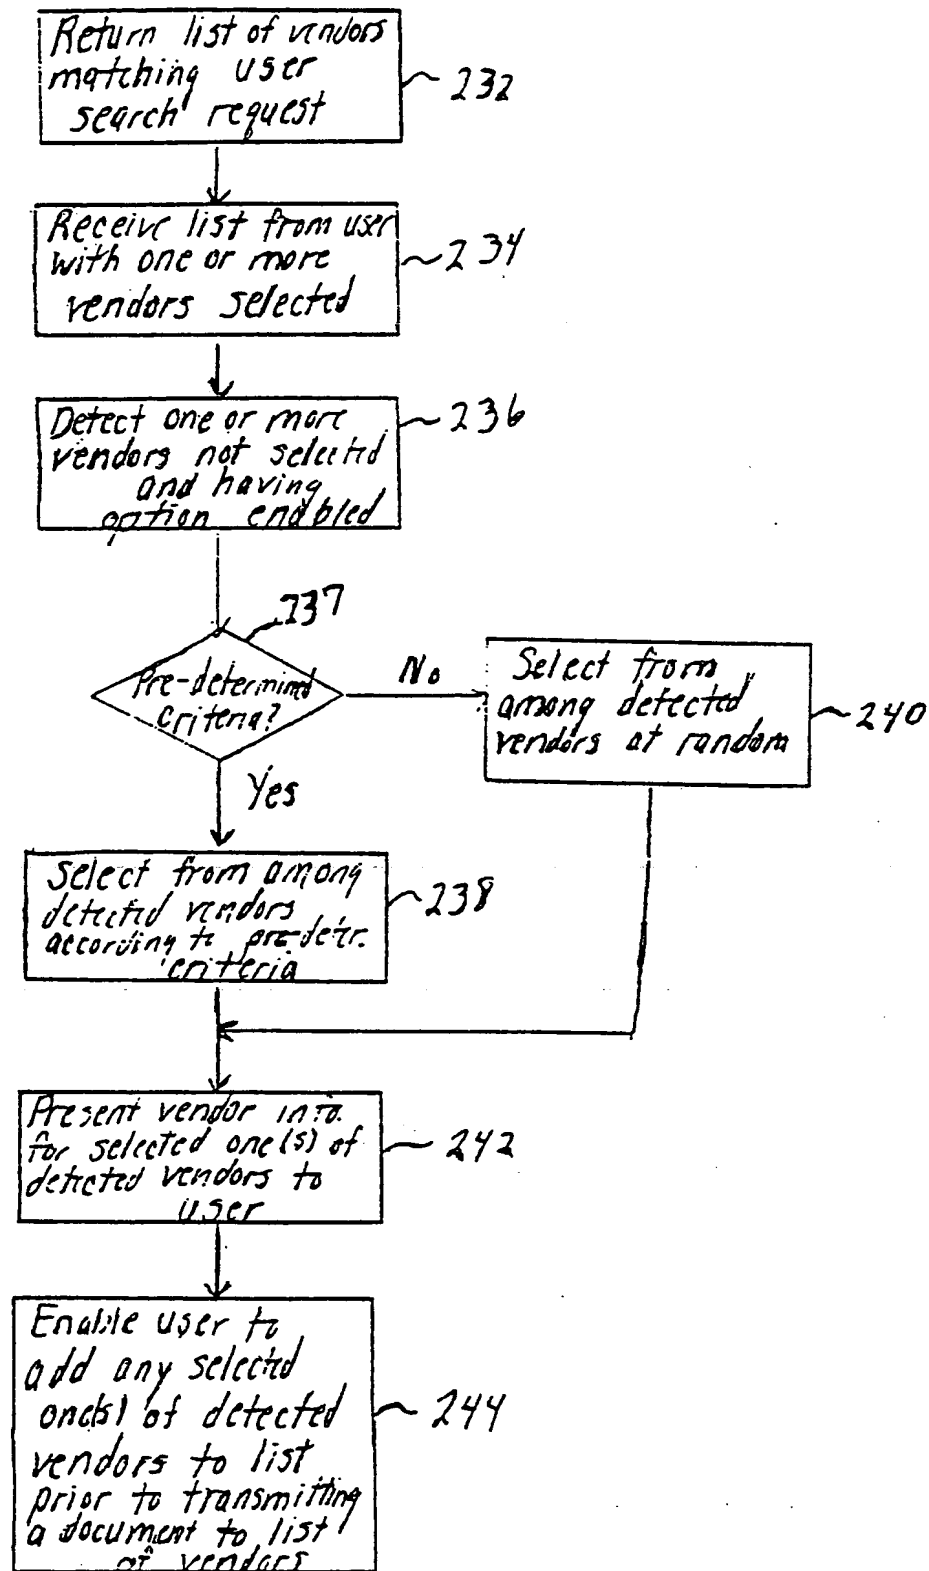 Return list of vendors
matching user
search request
232
Receive list from user
with one or more
vendors selected
234
Detect one or more
vendors not selected
and having
option enabled
236
237
Pre-determined
criteria?
No
Select from
among detected
vendors at random
240
Yes
Select from among
detected vendors
according to pre-deter.
criteria
238
Present vendor info.
for selected one(s) of
detected vendors to
user
242
Enable user to
add any selected
one(s) of detected
vendors to list
prior to transmitting
a document to list
of vendors
244